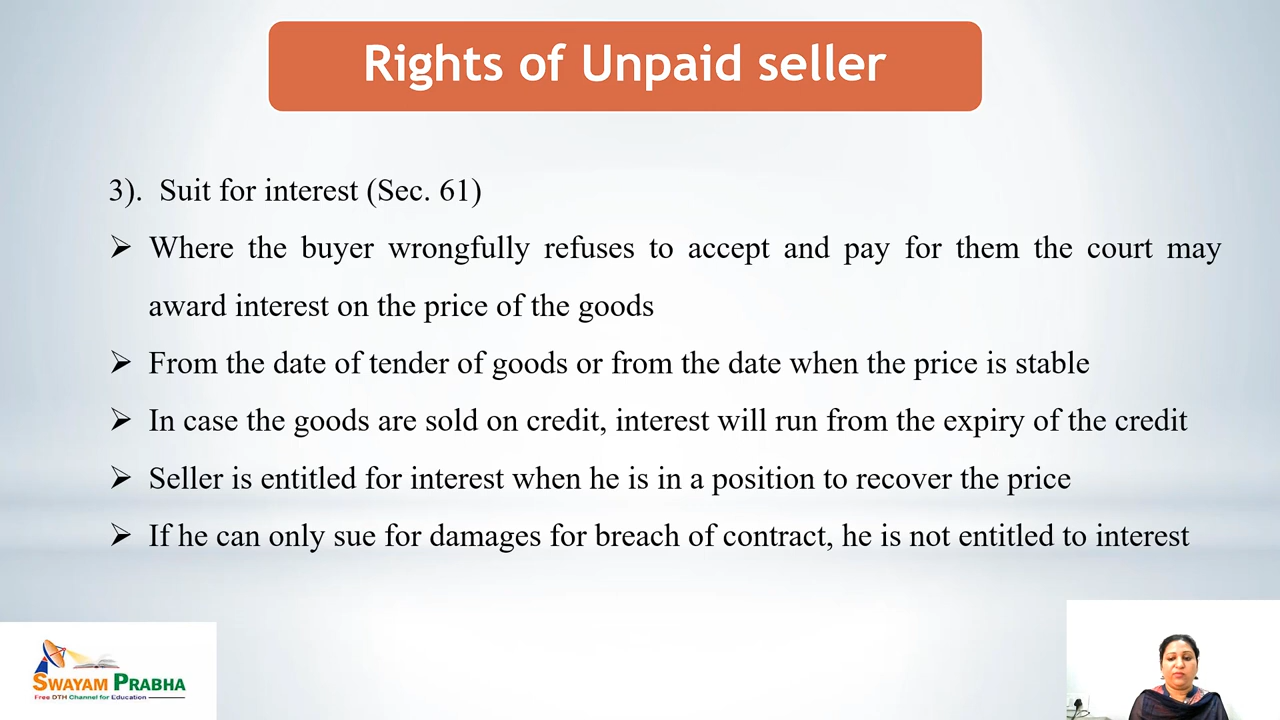 Rights of Unpaid seller
3). Suit for interest (Sec. 61)
➢ Where the buyer wrongfully refuses to accept and pay for them the court may
award interest on the price of the goods
➢ From the date of tender of goods or from the date when the price is stable
➢ In case the goods are sold on credit, interest will run from the expiry of the credit
➢ Seller is entitled for interest when he is in a position to recover the price
➢ If he can only sue for damages for breach of contract, he is not entitled to interest
SWAYAM PRABHA
Free DTH Channel for Education